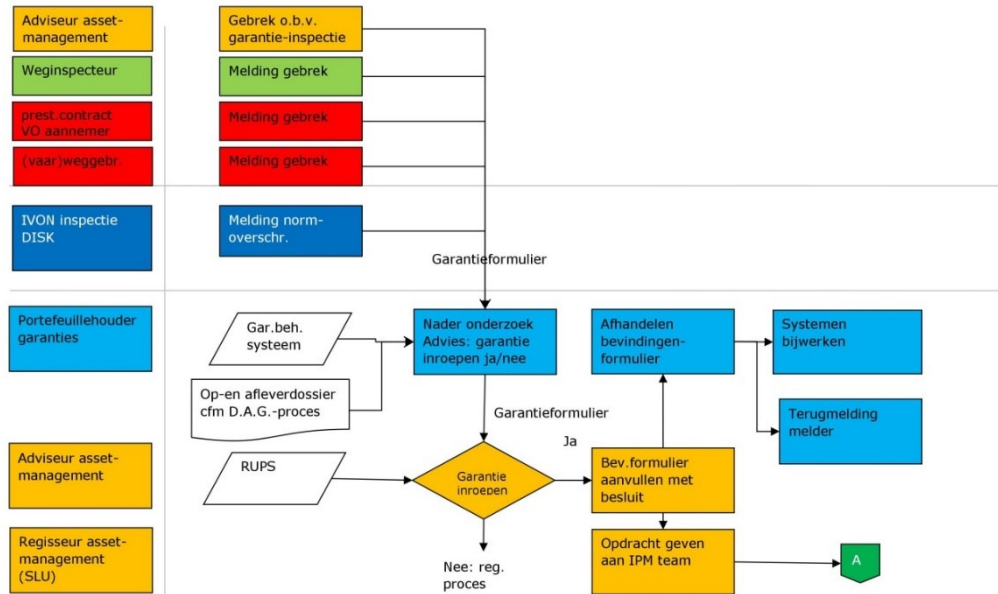 Adviseur asset-
management
Gebrek o.b.v.
garantie-inspectie
Weginspecteur
Melding gebrek
prest.contract
VO aannemer
Melding gebrek
(vaar)weggebr.
Melding gebrek
IVON inspectie
DISK
Melding norm-
overschr.
Garantieformulier
Portefeuillehouder
garanties
Gar.beh.
systeem
Nader onderzoek
Advies: garantie
inroepen ja/nee
Afhandelen
bevindingen-
formulier
Systemen
bijwerken
Op-en afleverdossier
cfm D.A.G.-proces
Garantieformulier
Terugmelding
melder
Ja
Adviseur asset-
management
RUPS
Garantie
inroepen
Bev.formulier
aanvullen met
besluit
Regisseur asset-
management
(SLU)
Nee: reg.
proces
Opdracht geven
aan IPM team
A